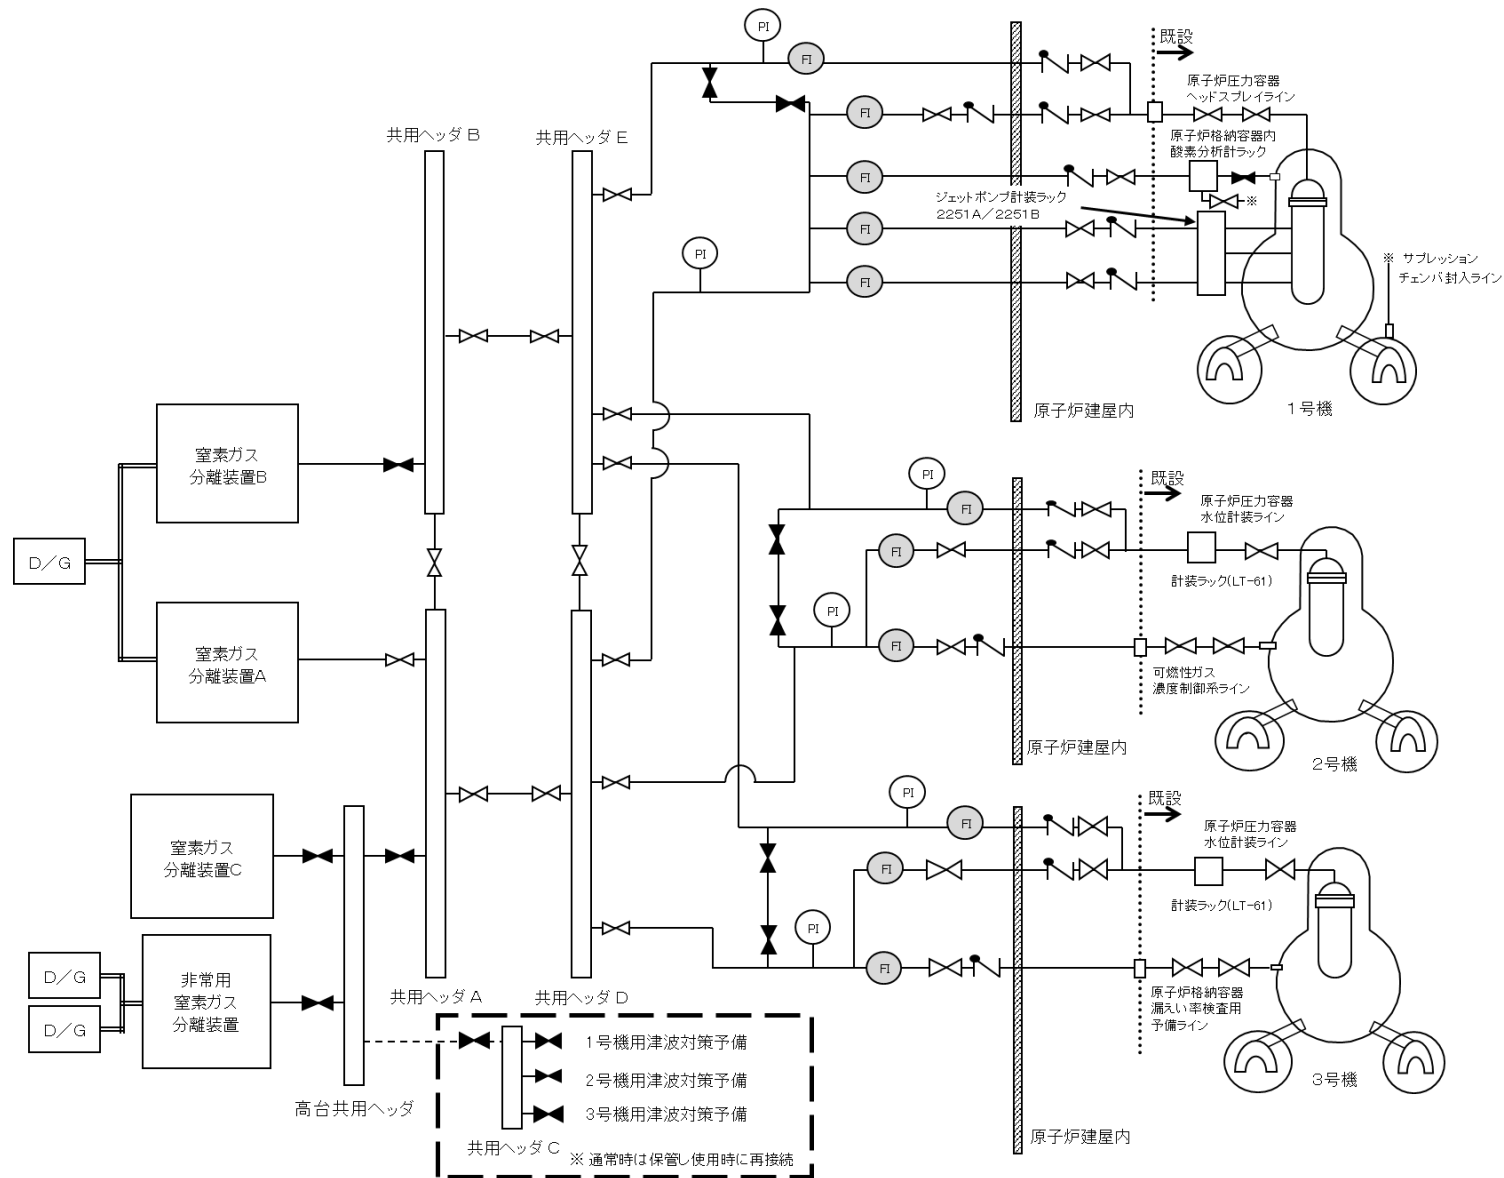 PI
FI
既設
原子炉圧力容器
ヘッドスプレイライン
FI
共用ヘッダB
共用ヘッダE
原子炉格納容器内
酸素分析計ラック
FI
ジェットポンプ計装ラック
2251A/2251B
※
FI
PI
※ サプレッション
チェンバ封入ライン
FI
原子炉建屋内
1号機
窒素ガス
分離装置B
D/G
窒素ガス
分離装置A
PI
既設
FI
原子炉圧力容器
水位計装ライン
FI
計装ラック(LT-61)
PI
FI
可燃性ガス
濃度制御系ライン
原子炉建屋内
2号機
PI
既設
FI
原子炉圧力容器
水位計装ライン
FI
計装ラック(LT-61)
窒素ガス
分離装置C
PI
FI
原子炉格納容器
漏えい率検査用
予備ライン
3号機
原子炉建屋内
D/G
D/G
非常用
窒素ガス
分離装置
共用ヘッダA
共用ヘッダD
高台共用ヘッダ
1号機用津波対策予備
2号機用津波対策予備
3号機用津波対策予備
共用ヘッダC
※ 通常時は保管し使用時に再接続